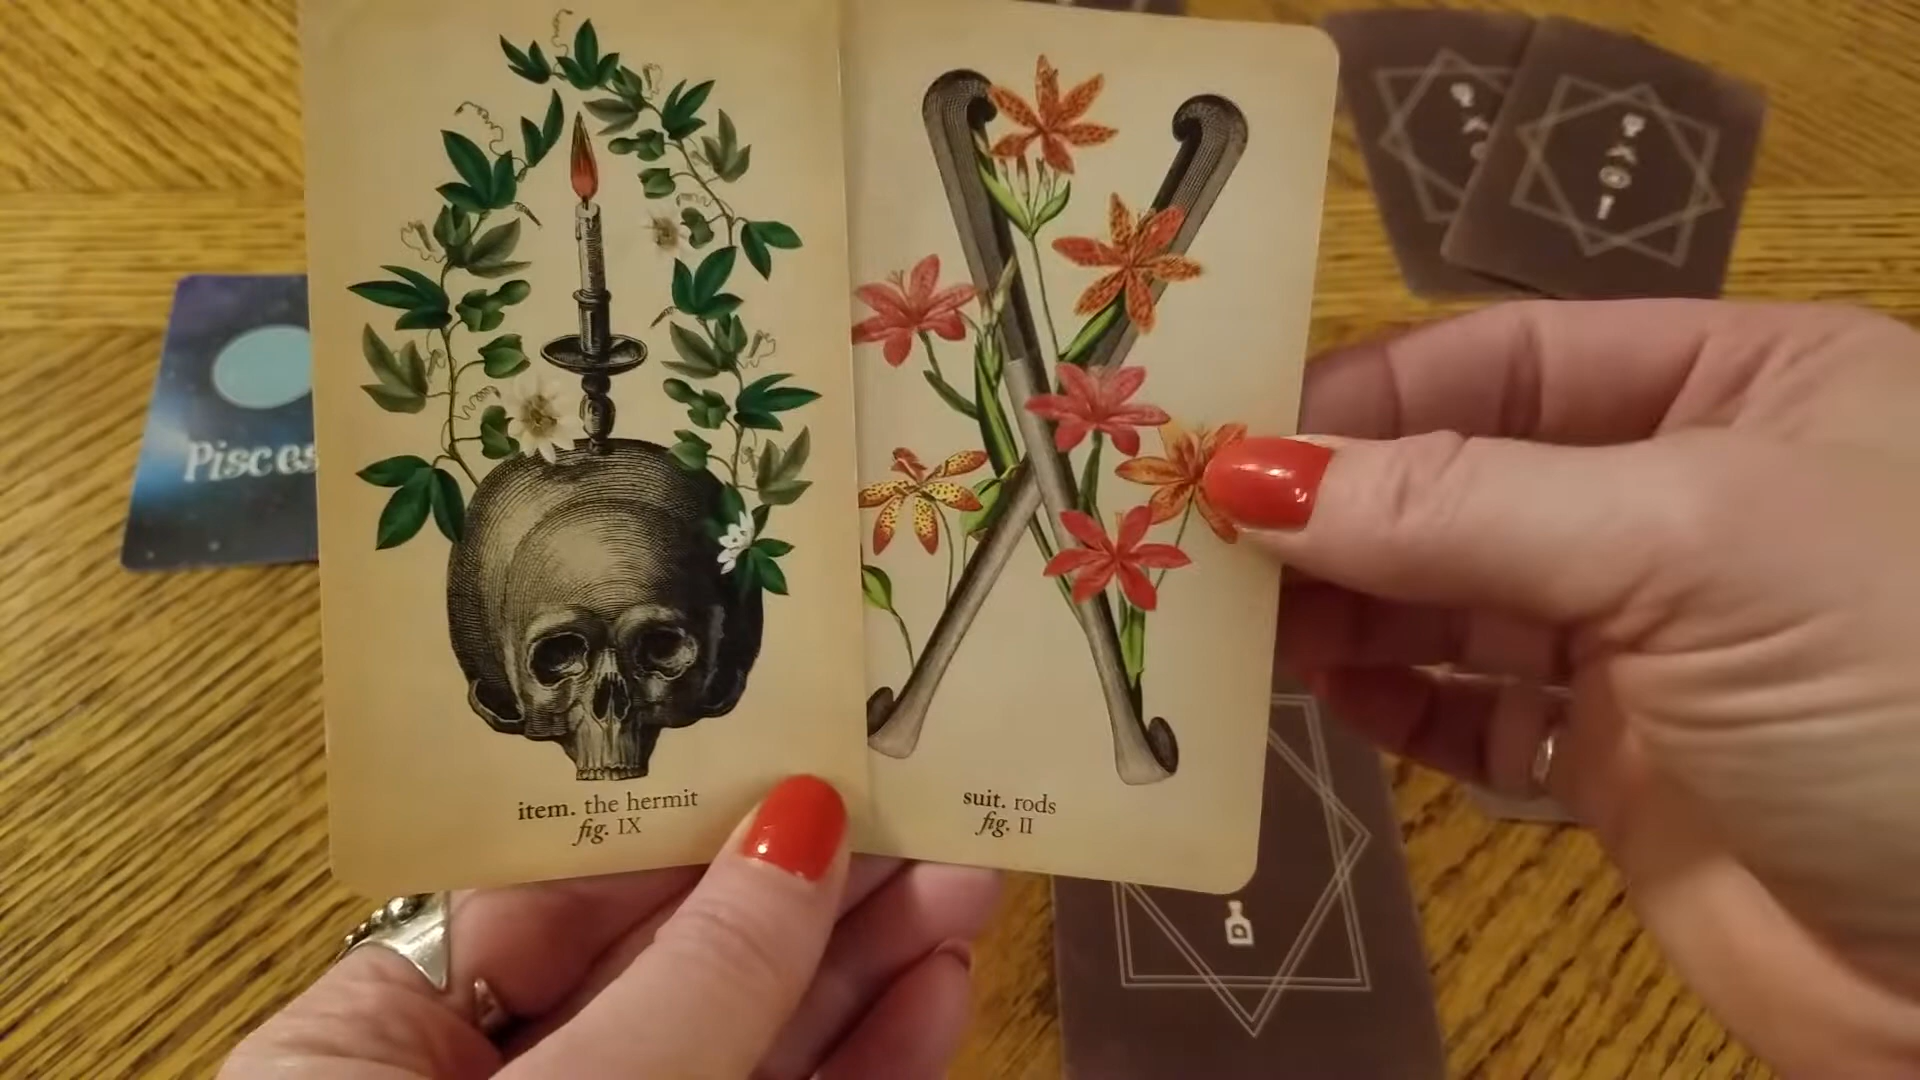 Pisces
item. the hermit
fig. IX
suit. rods
fig. II